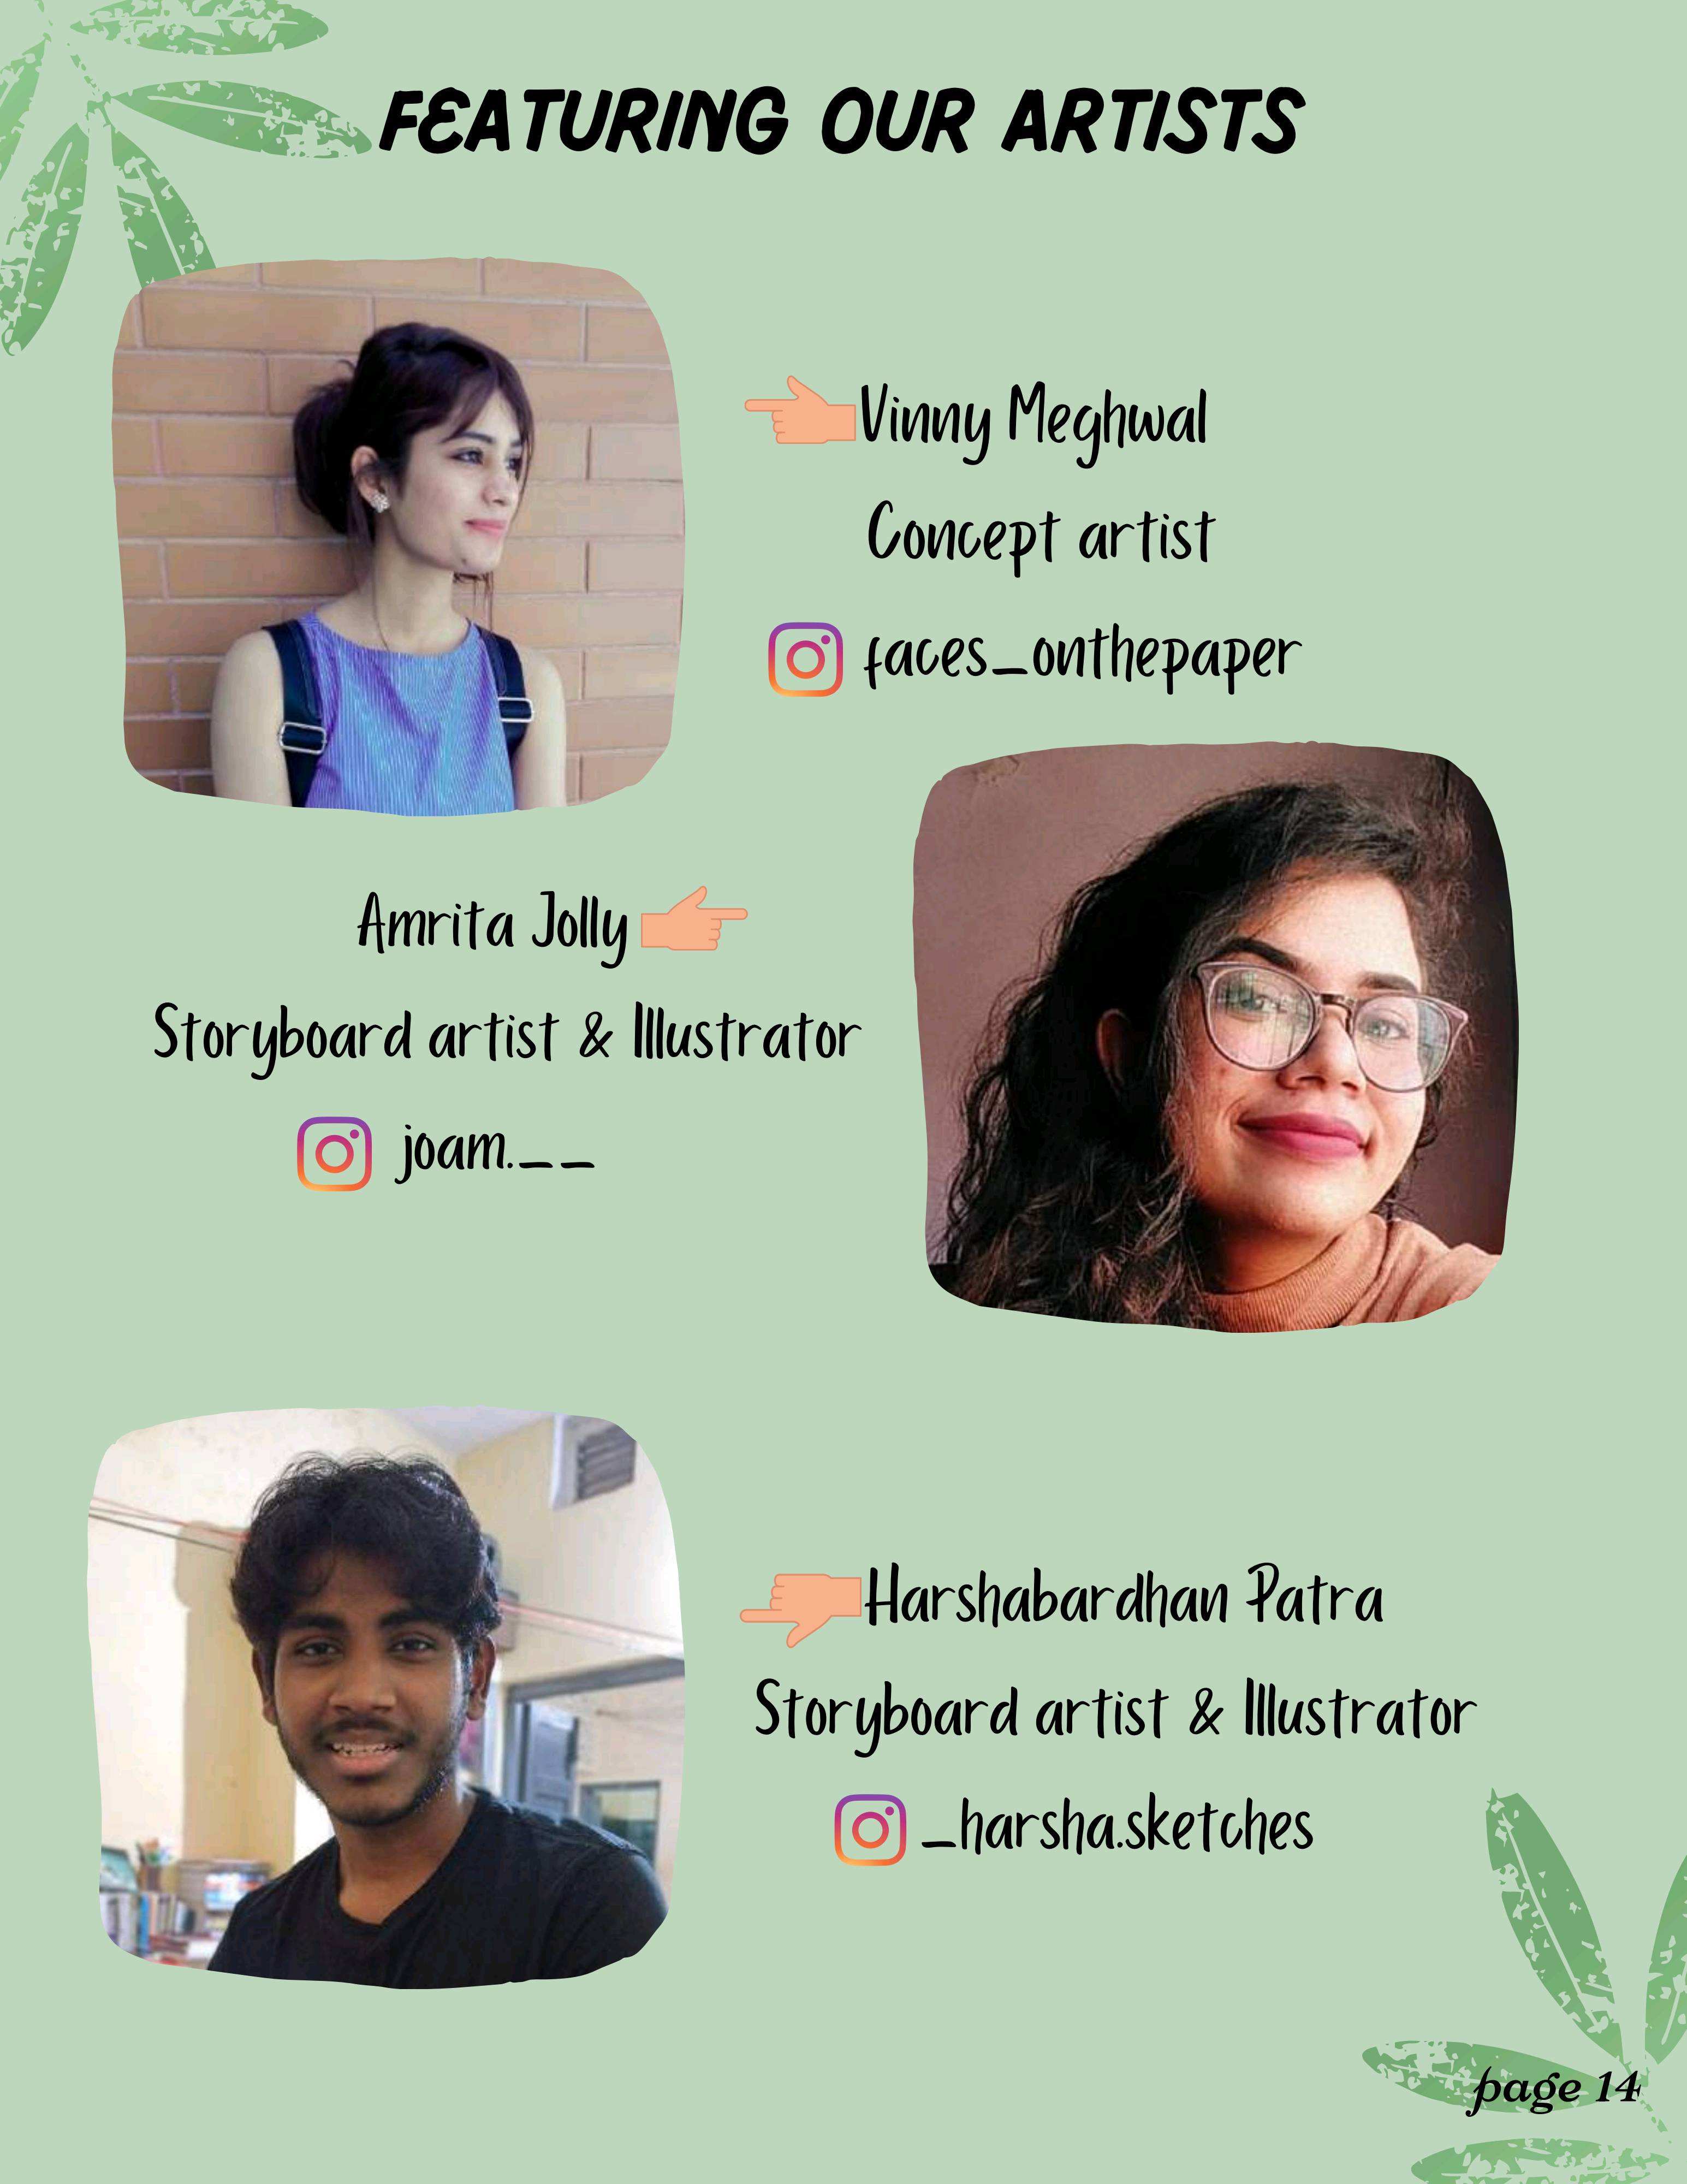 FEATURING OUR ARTISTS
Vinny Meghwal
Concept artist
faces_onthepaper
Amrita Jolly
Storyboard artist & Illustrator
joam.__
Harshabardhan Patra
Storyboard artist & Illustrator
_harsha.sketches
page 14